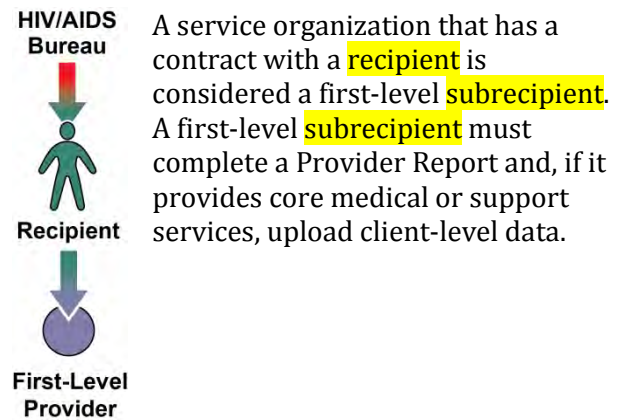 HIV/AIDS
Bureau
Recipient
First-Level
Provider
A service organization that has a
contract with a recipient is
considered a first-level subrecipient.
A first-level subrecipient must
complete a Provider Report and, if it
provides core medical or support
services, upload client-level data.